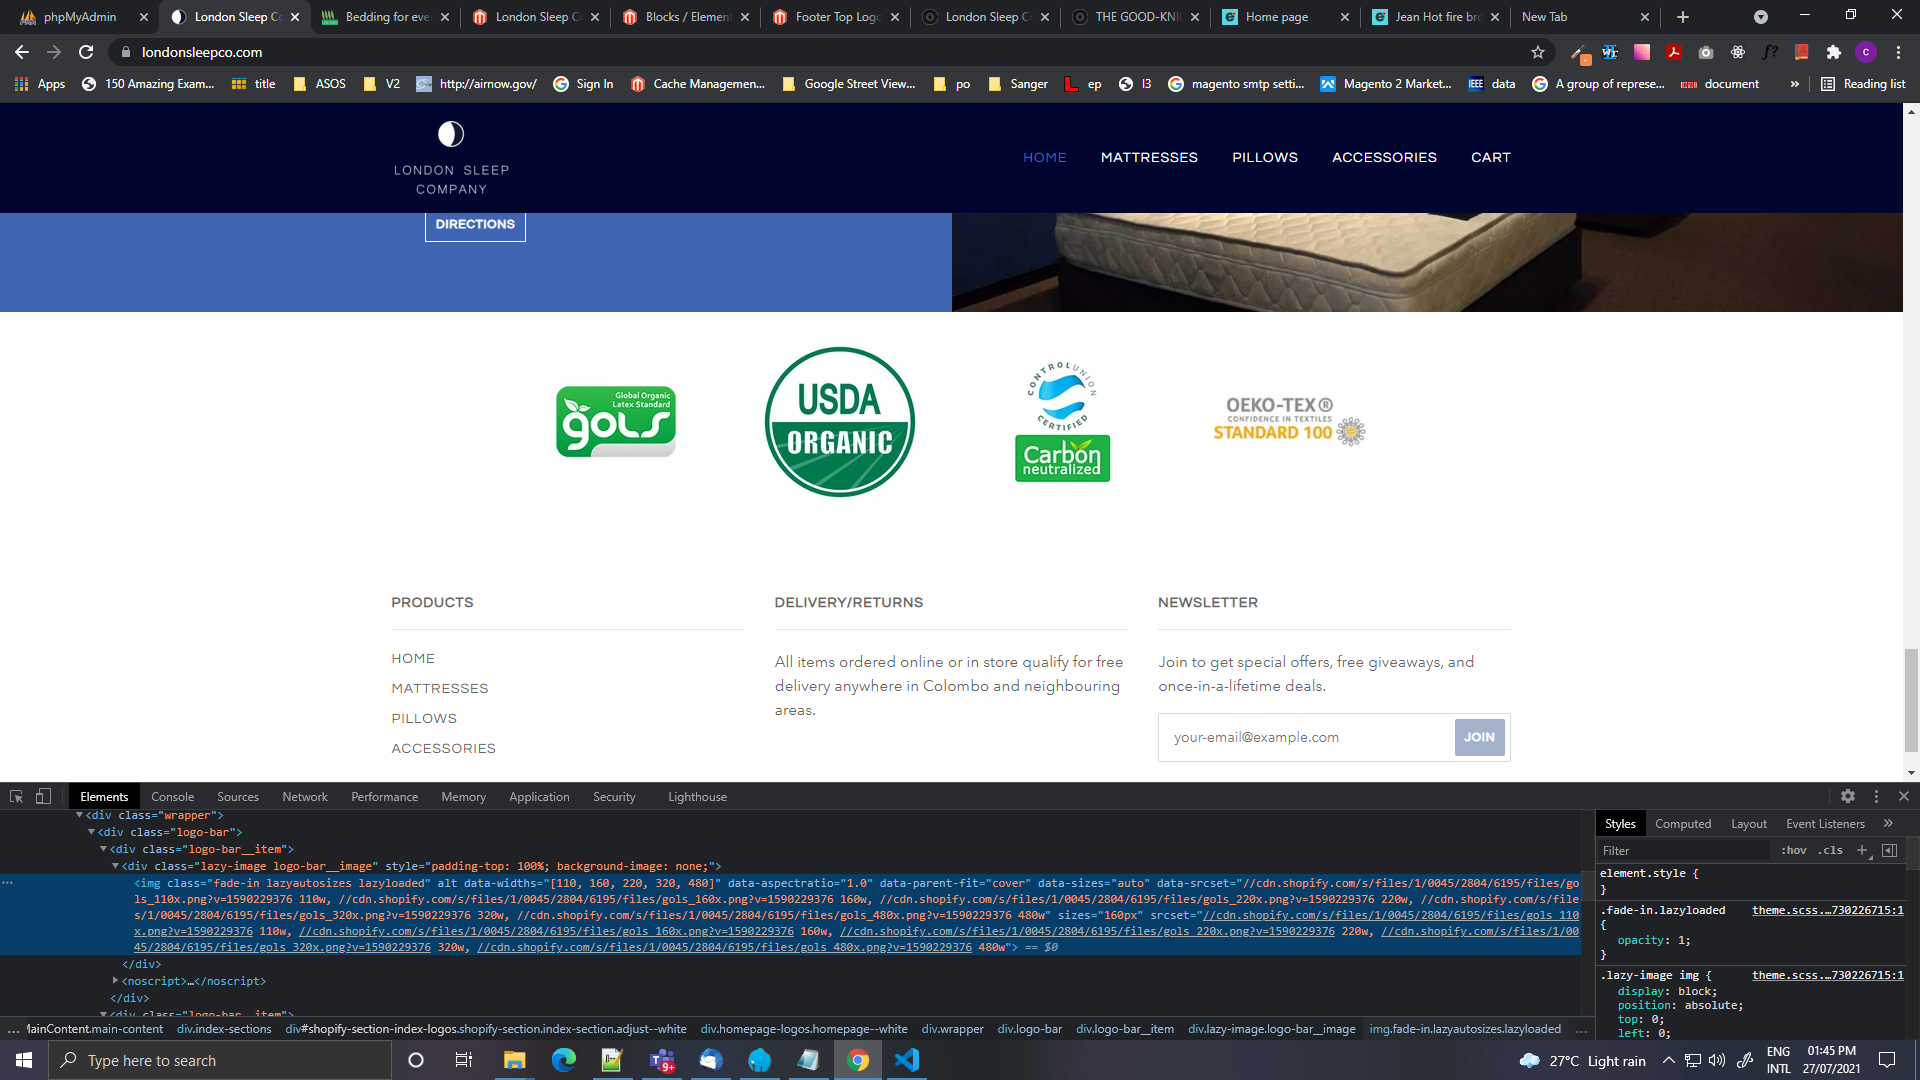 phpMyAdmin
London Sleep Co
Bedding for eve
London Sleep Co
Blocks / Elemen
Footer Top Logo
London Sleep Co
THE GOOD-KNI
Home page
Jean Hot fire br
New Tab
londonsleepco.com
Apps
150 Amazing Exam...
title
ASOS
V2
http://airnow.gov/
Sign In
Cache Managemen...
Google Street View...
po
Sanger
ep
l3
magento smtp setti...
Magento 2 Market...
data
A group of represe...
document
»
Reading list
LONDON SLEEP
COMPANY
HOME
MATTRESSES
PILLOWS
ACCESSORIES
CART
DIRECTIONS
Global Organic
Latex Standard
gols
USDA
ORGANIC
CONTROLUNION
CERTIFIED
Carbon
neutralized
OEKO-TEX®
CONFIDENCE IN TEXTILES
STANDARD 100
PRODUCTS
HOME
MATTRESSES
PILLOWS
ACCESSORIES
DELIVERY/RETURNS
All items ordered online or in store qualify for free
delivery anywhere in Colombo and neighbouring
areas.
NEWSLETTER
Join to get special offers, free giveaways, and
once-in-a-lifetime deals.
your-email@example.com
JOIN
Elements
Console
Sources
Network
Performance
Memory
Application
Security
Lighthouse
<div class="wrapper">
<div class="logo-bar">
<div class="logo-bar__item">
<div class="lazy-image logo-bar__image" style="padding-top: 100%; background-image: none;">
<img class="fade-in lazyautosizes lazyloaded" alt data-widths="[110, 160, 220, 320, 480]" data-aspectratio="1.0" data-parent-fit="cover" data-sizes="auto" data-srcset="//cdn.shopify.com/s/files/1/0045/2804/6195/files/go
ls_110x.png?v=1590229376 110w, //cdn.shopify.com/s/files/1/0045/2804/6195/files/gols_160x.png?v=1590229376 160w, //cdn.shopify.com/s/files/1/0045/2804/6195/files/gols_220x.png?v=1590229376 220w, //cdn.shopify.com/s/file
s/1/0045/2804/6195/files/gols_320x.png?v=1590229376 320w, //cdn.shopify.com/s/files/1/0045/2804/6195/files/gols_480x.png?v=1590229376 480w" sizes="160px" srcset="//cdn.shopify.com/s/files/1/0045/2804/6195/files/gols_110
x.png?v=1590229376 110w, //cdn.shopify.com/s/files/1/0045/2804/6195/files/gols_160x.png?v=1590229376 160w, //cdn.shopify.com/s/files/1/0045/2804/6195/files/gols_220x.png?v=1590229376 220w, //cdn.shopify.com/s/files/1/00
45/2804/6195/files/gols_320x.png?v=1590229376 320w, //cdn.shopify.com/s/files/1/0045/2804/6195/files/gols_480x.png?v=1590229376 480w"> == $0
</div>
<noscript>…</noscript>
</div>
<div class="logo-bar__item">
... lainContent.main-content div.index-sections div#shopify-section-index-logos.shopify-section.index-section.adjust--white div.homepage-logos.homepage--white div.wrapper div.logo-bar div.logo-bar__item div.lazy-image.logo-bar__image img.fade-in.lazyautosizes.lazyloaded ...
Styles
Computed
Layout
Event Listeners
»
Filter
:hov .cls
element.style {
}
.fade-in.lazyloaded theme.scss.…730226715:1
{
opacity: 1;
}
.lazy-image img { theme.scss.…730226715:1
display: block;
position: absolute;
top: 0;
left: 0;
Type here to search
9+
27°C Light rain
ENG
INTL
01:45 PM
27/07/2021